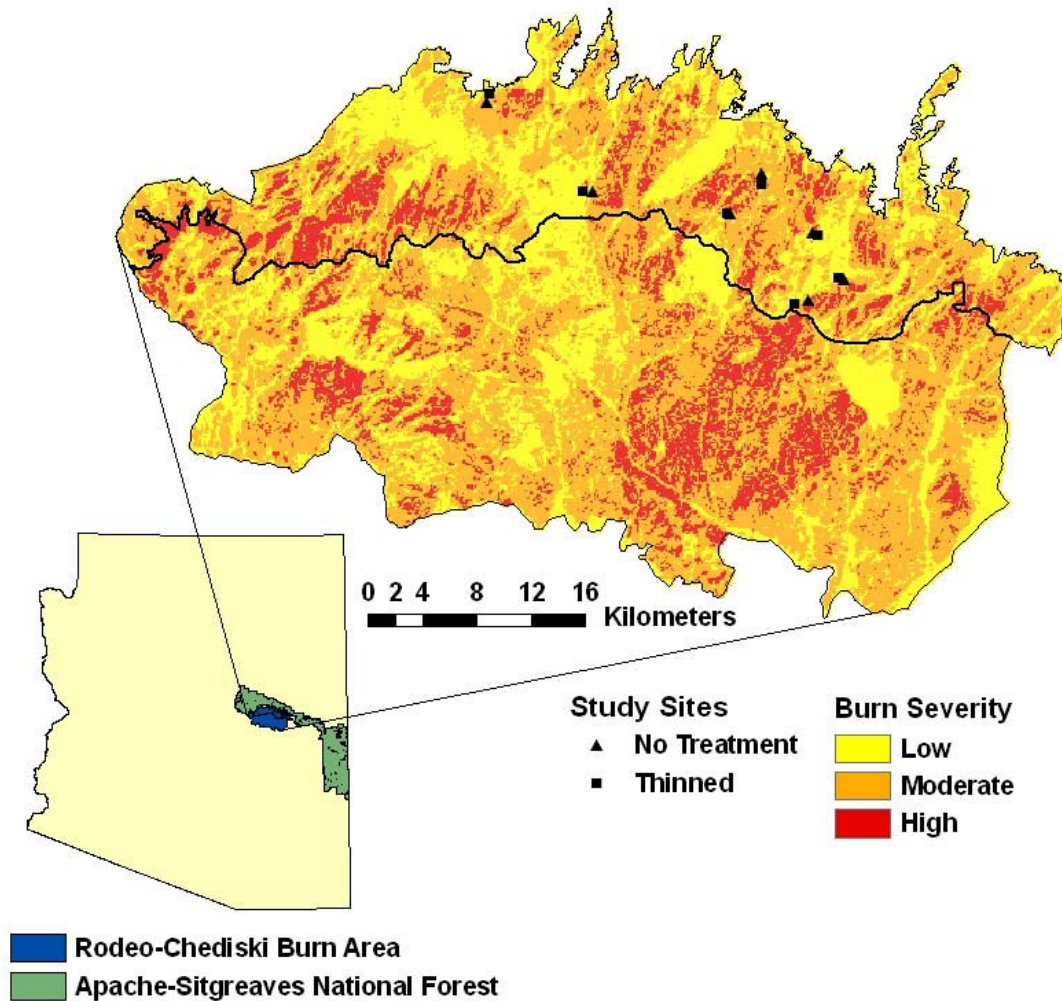 0 2 4 8 12 16
Kilometers
Study Sites
No Treatment
Thinned
Burn Severity
Low
Moderate
High
Rodeo-Chediski Burn Area
Apache-Sitgreaves National Forest